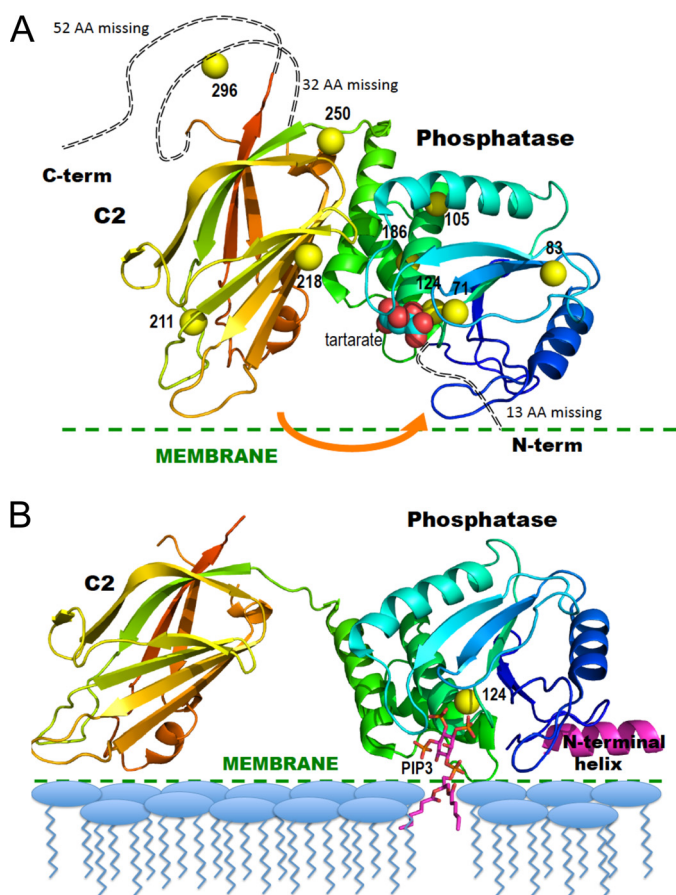 A
52 AA missing
296
32 AA missing
250
Phosphatase
C-term
C2
105
186
83
218
124
71
211
tartarate
13 AA missing
N-term
MEMBRANE
B
Phosphatase
C2
124
N-terminal
helix
PIP3
MEMBRANE